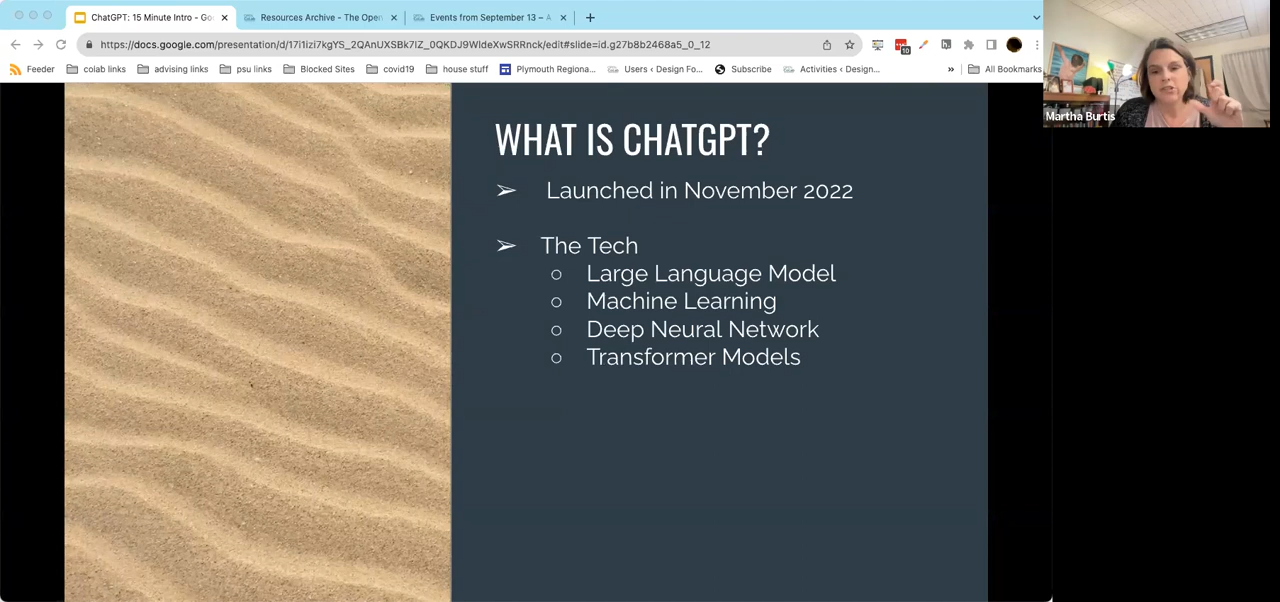 ChatGPT: 15 Minute Intro - Go
Resources Archive - The Open
Events from September 13 – A
https://docs.google.com/presentation/d/17i1izi7kgYS_2QAnUXSBk7IZ_0QKDJ9WIdeXwSRRnck/edit#slide=id.g27b8b2468a5_0_12
10
Feeder
colab links
advising links
psu links
Blocked Sites
covid19
house stuff
Plymouth Regiona...
Users ‹ Design Fo...
Subscribe
Activities ‹ Design...
»
All Bookmarks
Martha Burtis
WHAT IS CHATGPT?
➢ Launched in November 2022
➢ The Tech
○ Large Language Model
○ Machine Learning
○ Deep Neural Network
○ Transformer Models